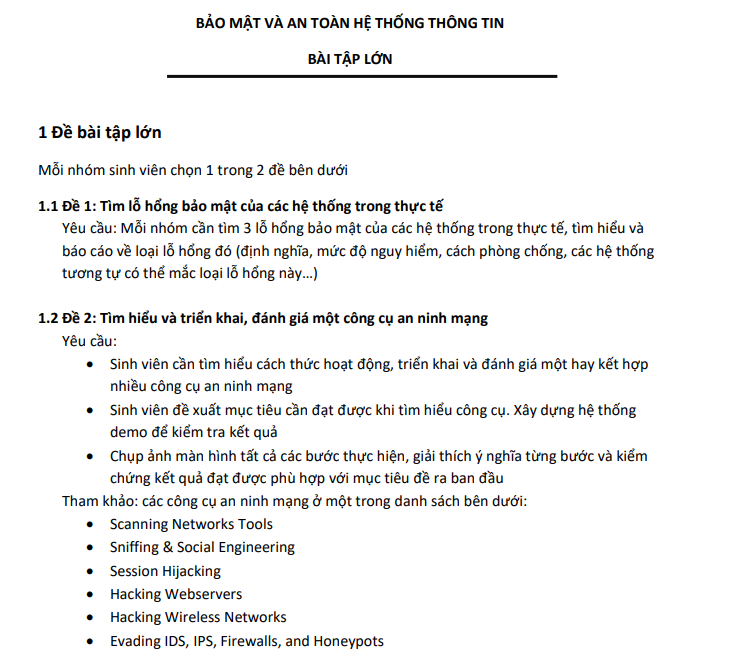 BẢO MẬT VÀ AN TOÀN HỆ THỐNG THÔNG TIN
BÀI TẬP LỚN
1 Đề bài tập lớn
Mỗi nhóm sinh viên chọn 1 trong 2 đề bên dưới
1.1 Đề 1: Tìm lỗ hổng bảo mật của các hệ thống trong thực tế
Yêu cầu: Mỗi nhóm cần tìm 3 lỗ hổng bảo mật của các hệ thống trong thực tế, tìm hiểu và
báo cáo về loại lỗ hổng đó (định nghĩa, mức độ nguy hiểm, cách phòng chống, các hệ thống
tương tự có thể mắc loại lỗ hổng này...)
1.2 Đề 2: Tìm hiểu và triển khai, đánh giá một công cụ an ninh mạng
Yêu cầu:
• Sinh viên cần tìm hiểu cách thức hoạt động, triển khai và đánh giá một hay kết hợp
nhiều công cụ an ninh mạng
• Sinh viên đề xuất mục tiêu cần đạt được khi tìm hiểu công cụ. Xây dựng hệ thống
demo để kiểm tra kết quả
• Chụp ảnh màn hình tất cả các bước thực hiện, giải thích ý nghĩa từng bước và kiểm
chứng kết quả đạt được phù hợp với mục tiêu đề ra ban đầu
Tham khảo: các công cụ an ninh mạng ở một trong danh sách bên dưới:
• Scanning Networks Tools
• Sniffing & Social Engineering
• Session Hijacking
• Hacking Webservers
• Hacking Wireless Networks
• Evading IDS, IPS, Firewalls, and Honeypots